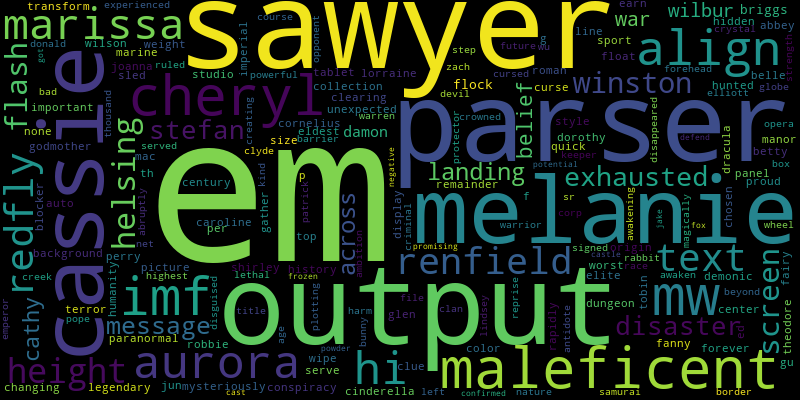 transform
experienced
marissa
sawyer
war
wilbur
briggs
earn
hidden
crystal
course
line
donald
wilson
weight
imperial
opponent
step
futured
abbey
sport
align
strength
got
marine
joanna
sled
ruled
studio
powerful
tablet
lorraine
zach
cursed
roman
float
forehead
belle
flash
bad
cheryl
collection
flock
curse
winston
hunted
elliott
globe
important
thousand
clearing
unexpected
devil
parser
none
cassie
helsing
stefan
creating
cornelius
warren
crowned
belief
style
disappeared
opera
godmother
served
size
eldest
damon
protector
dorothy
manor
mac
em
clyde
barrier
quick
dracula
betty
defend
th
landing
keeper
box
redfly
century
kind
p
negative
exhausted
panel
proud
blocker
auto
abruptly
gather
patrick
remainder
potential
f
sr
chosen
caroline
display
melanie
corp
jake
per
across
warrior
awakening
magically
fox
wheel
net
top
criminal
promising
signed
origin
background
perry
ambition
renfield
castle
rabbit
text
fairy
humanity
picture
shirley
history
worst
race
awaken
demonic
creek
highest
lethal
frozen
elite
emperor
imf
disguised
output
file
reprise
dungeon
tobin
mw
beyond
screen
terror
title
plotting
harm
glen
clan
lindsey
center
theodore
pope
cathy
message
disaster
red
paranormal
robbie
age
bunny
color
rapidly
antidote
fanny
forever
height
aurora
wipe
powder
hi
clue
maleficent
gu
changing
legendary
jun
mysteriously
conspiracy
serve
cinderella
left
nature
cast
confirmed
samurai
border